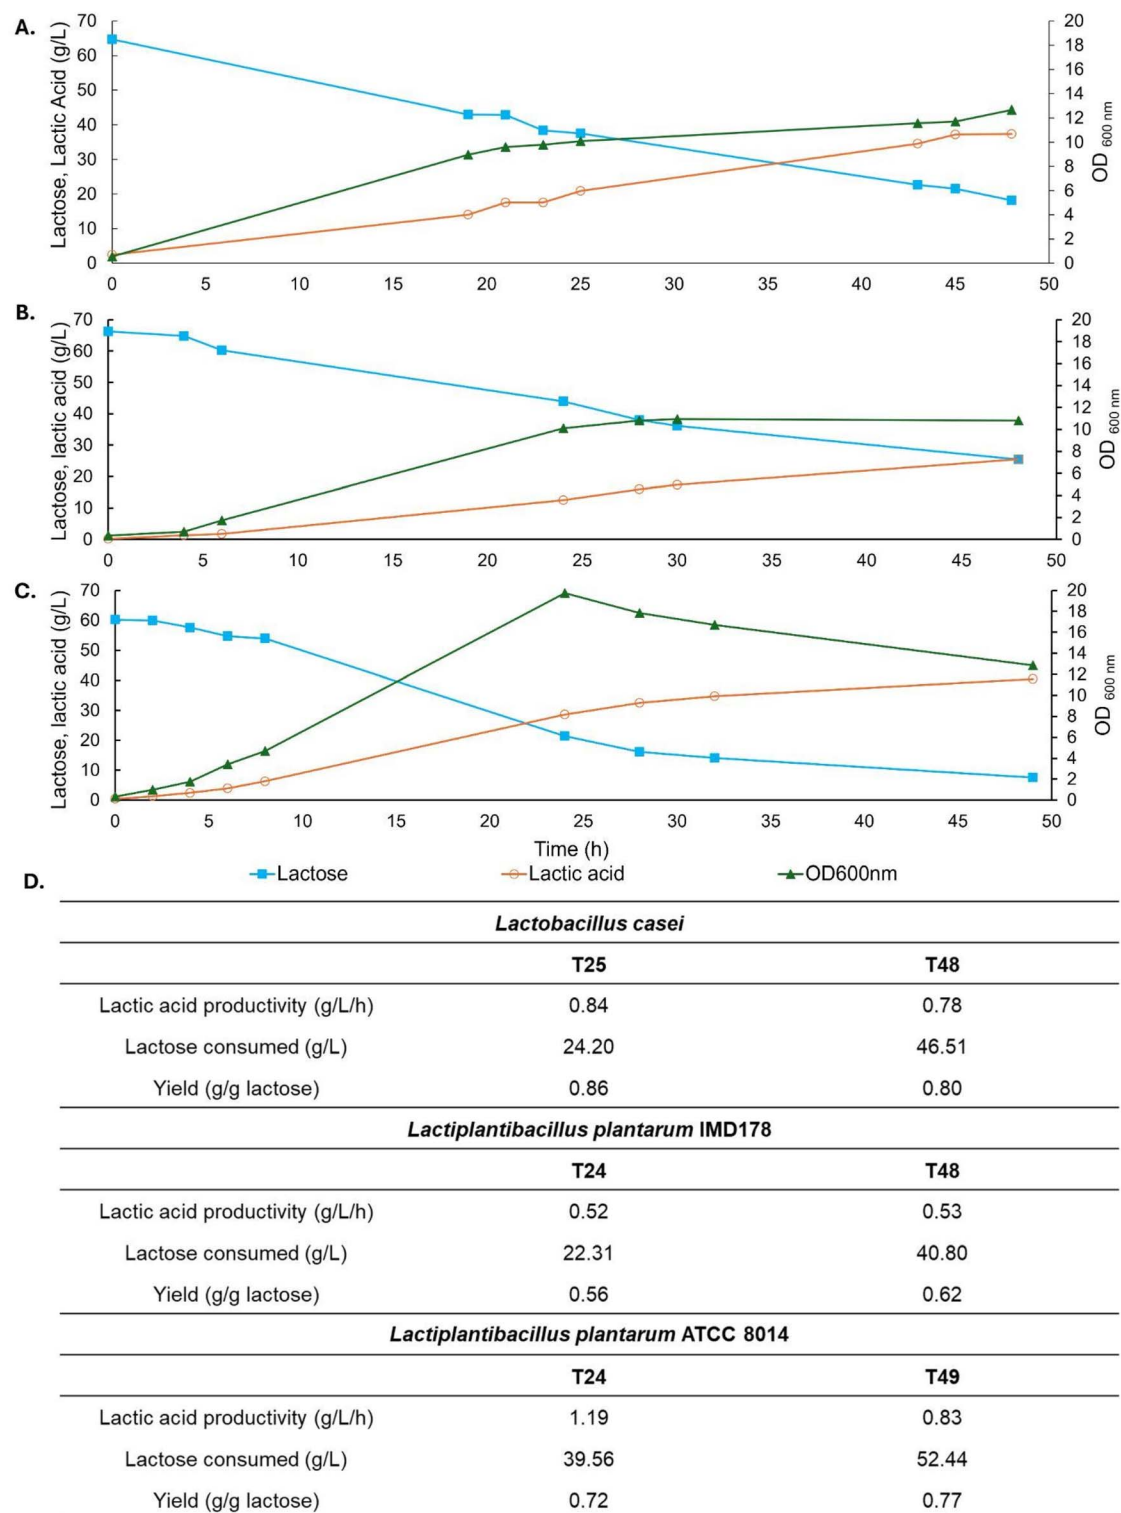 A.
Lactose, Lactic Acid (g/L)
70
60
50
40
30
20
10
0
20
18
16
14
12
10
8
6
4
2
0
OD 600 nm
0 5 10 15 20 25 30 35 40 45 50
B.
Lactose, lactic acid (g/L)
70
60
50
40
30
20
10
0
20
18
16
14
12
10
8
6
4
2
0
OD 600 nm
0 5 10 15 20 25 30 35 40 45 50
C.
Lactose, lactic acid (g/L)
70
60
50
40
30
20
10
0
20
18
16
14
12
10
8
6
4
2
0
OD 600 nm
0 5 10 15 20 25 30 35 40 45 50
Time (h)
Lactose Lactic acid OD600nm
D.
Lactobacillus casei
T25 T48
Lactic acid productivity (g/L/h) 0.84 0.78
Lactose consumed (g/L) 24.20 46.51
Yield (g/g lactose) 0.86 0.80
Lactiplantibacillus plantarum IMD178
T24 T48
Lactic acid productivity (g/L/h) 0.52 0.53
Lactose consumed (g/L) 22.31 40.80
Yield (g/g lactose) 0.56 0.62
Lactiplantibacillus plantarum ATCC 8014
T24 T49
Lactic acid productivity (g/L/h) 1.19 0.83
Lactose consumed (g/L) 39.56 52.44
Yield (g/g lactose) 0.72 0.77